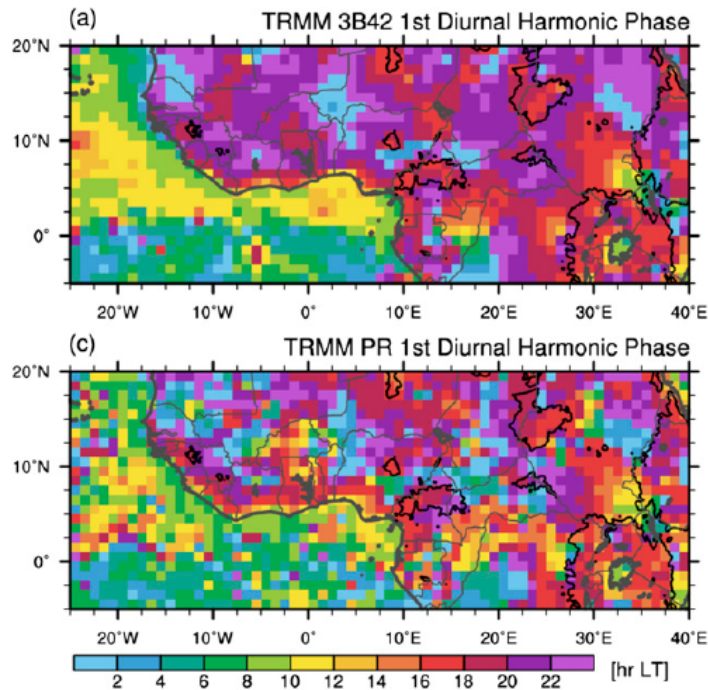 (a) TRMM 3B42 1st Diurnal Harmonic Phase
20°N
10°N
0°
20°W 10°W 0° 10°E 20°E 30°E 40°E
(c) TRMM PR 1st Diurnal Harmonic Phase
20°N
10°N
0°
20°W 10°W 0° 10°E 20°E 30°E 40°E
2 4 6 8 10 12 14 16 18 20 22 [hr LT]